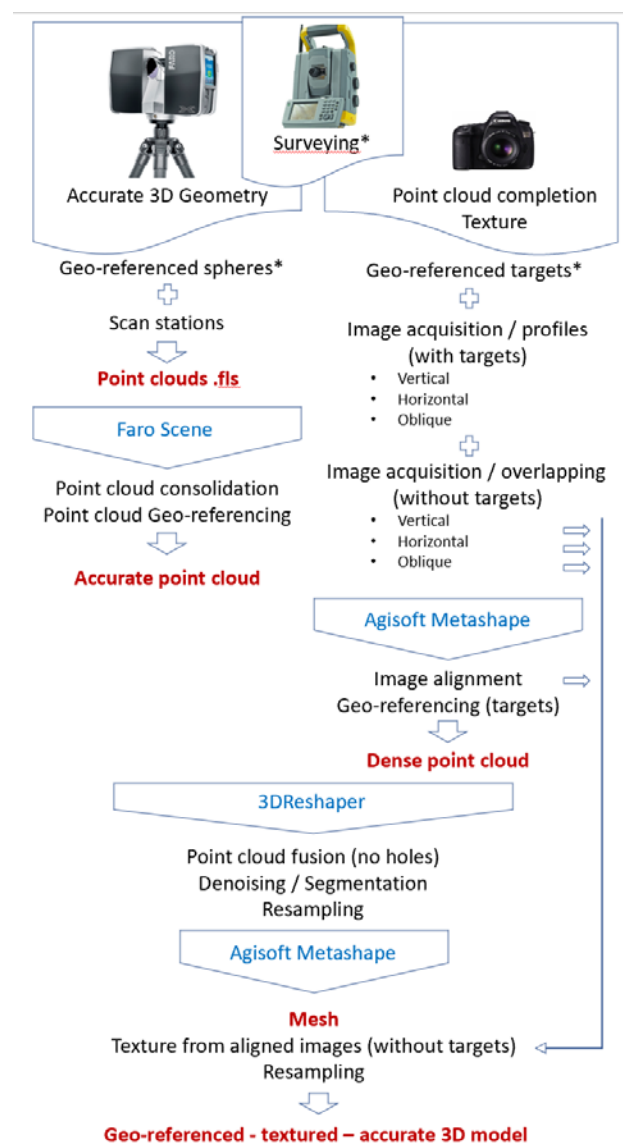 FARO
Surveying*
Accurate 3D Geometry
Point cloud completion
Texture
Geo-referenced spheres*
Scan stations
Point clouds .fls
Faro Scene
Point cloud consolidation
Point cloud Geo-referencing
Accurate point cloud
Geo-referenced targets*
Image acquisition / profiles
(with targets)
• Vertical
• Horizontal
• Oblique
Image acquisition / overlapping
(without targets)
• Vertical
• Horizontal
• Oblique
Agisoft Metashape
Image alignment
Geo-referencing (targets)
Dense point cloud
3DReshaper
Point cloud fusion (no holes)
Denoising / Segmentation
Resampling
Agisoft Metashape
Mesh
Texture from aligned images (without targets)
Resampling
Geo-referenced - textured – accurate 3D model